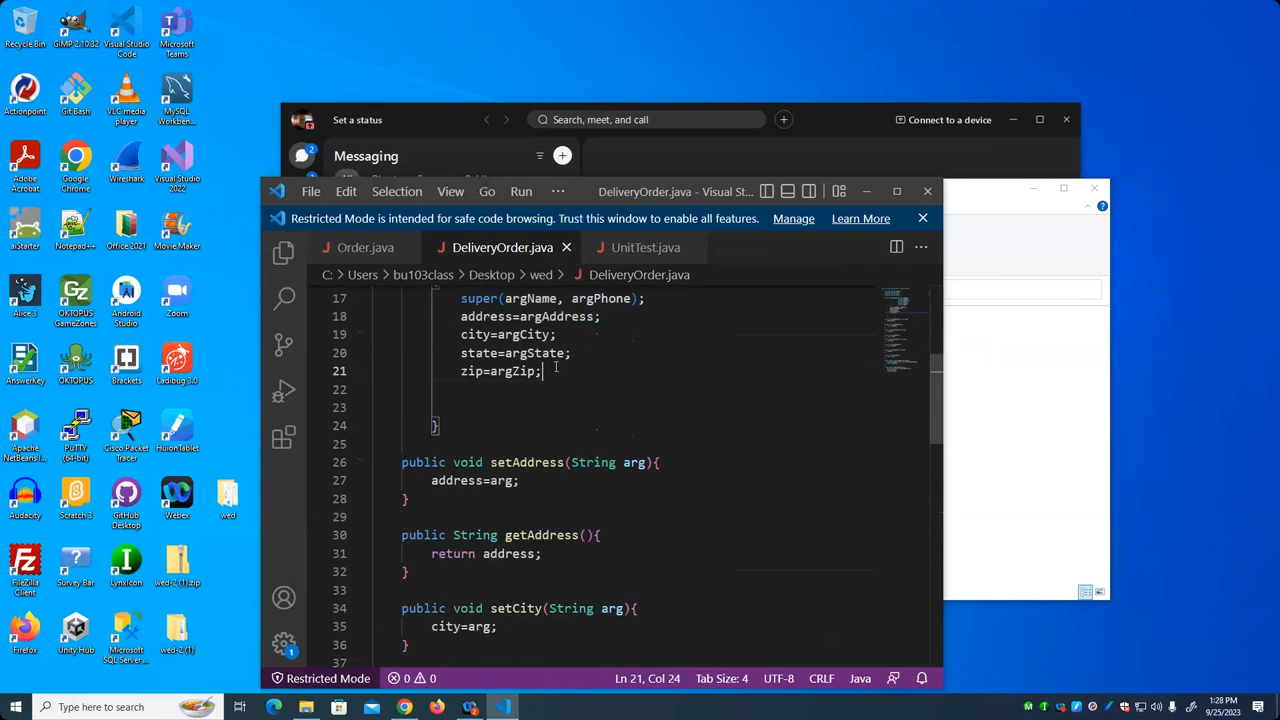 Recycle Bin
GIMP 2.10.32
Visual Studio Code
Microsoft Teams
Actionpoint
Git Bash
VLC media player
MySQL Workben...
Adobe Acrobat
Google Chrome
Wireshark
Visual Studio 2022
aiStarter
Notepad++
Office 2021
Movie Maker
Alice 3
OKTOPUS GameZones
Android Studio
Zoom
AnswerKey
OKTOPUS
Brackets
Ladibug 3.0
Apache NetBeans I...
PuTTY (64-bit)
Cisco Packet Tracer
HuionTablet
Audacity
Scratch 3
GitHub Desktop
Webex
wed
FileZilla Client
Survey Bar
LynxIcon
wed-2 (1).zip
Firefox
Unity Hub
Microsoft SQL Server ...
wed-2 (1)
Set a status
Search, meet, and call
Connect to a device
2
Messaging
File Edit Selection View Go Run ... DeliveryOrder.java - Visual St...
Restricted Mode is intended for safe code browsing. Trust this window to enable all features. Manage Learn More
Order.java DeliveryOrder.java UnitTest.java
C: > Users > bu103class > Desktop > wed > DeliveryOrder.java
17 super(argName, argPhone);
18 address=argAddress;
19 city=argCity;
20 state=argState;
21 zip=argZip;
22
23
24 }
25
26 public void setAddress(String arg){
27 address=arg;
28 }
29
30 public String getAddress(){
31 return address;
32 }
33
34 public void setCity(String arg){
35 city=arg;
36 }
37
1
Restricted Mode 0 0 Ln 21, Col 24 Tab Size: 4 UTF-8 CRLF Java
Type here to search
1:28 PM
9/25/2023